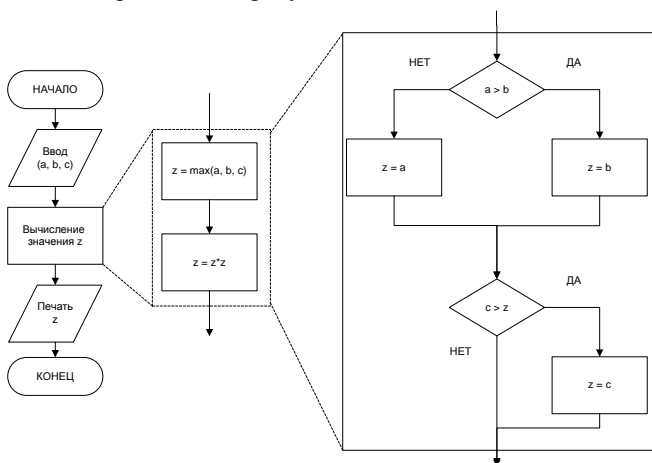 НАЧАЛО
Ввод
(a, b, c)
Вычисление
значения z
Печать
z
КОНЕЦ
z = max(a, b, c)
z = z*z
НЕТ
ДА
a > b
z = a
z = b
ДА
c > z
НЕТ
z = c